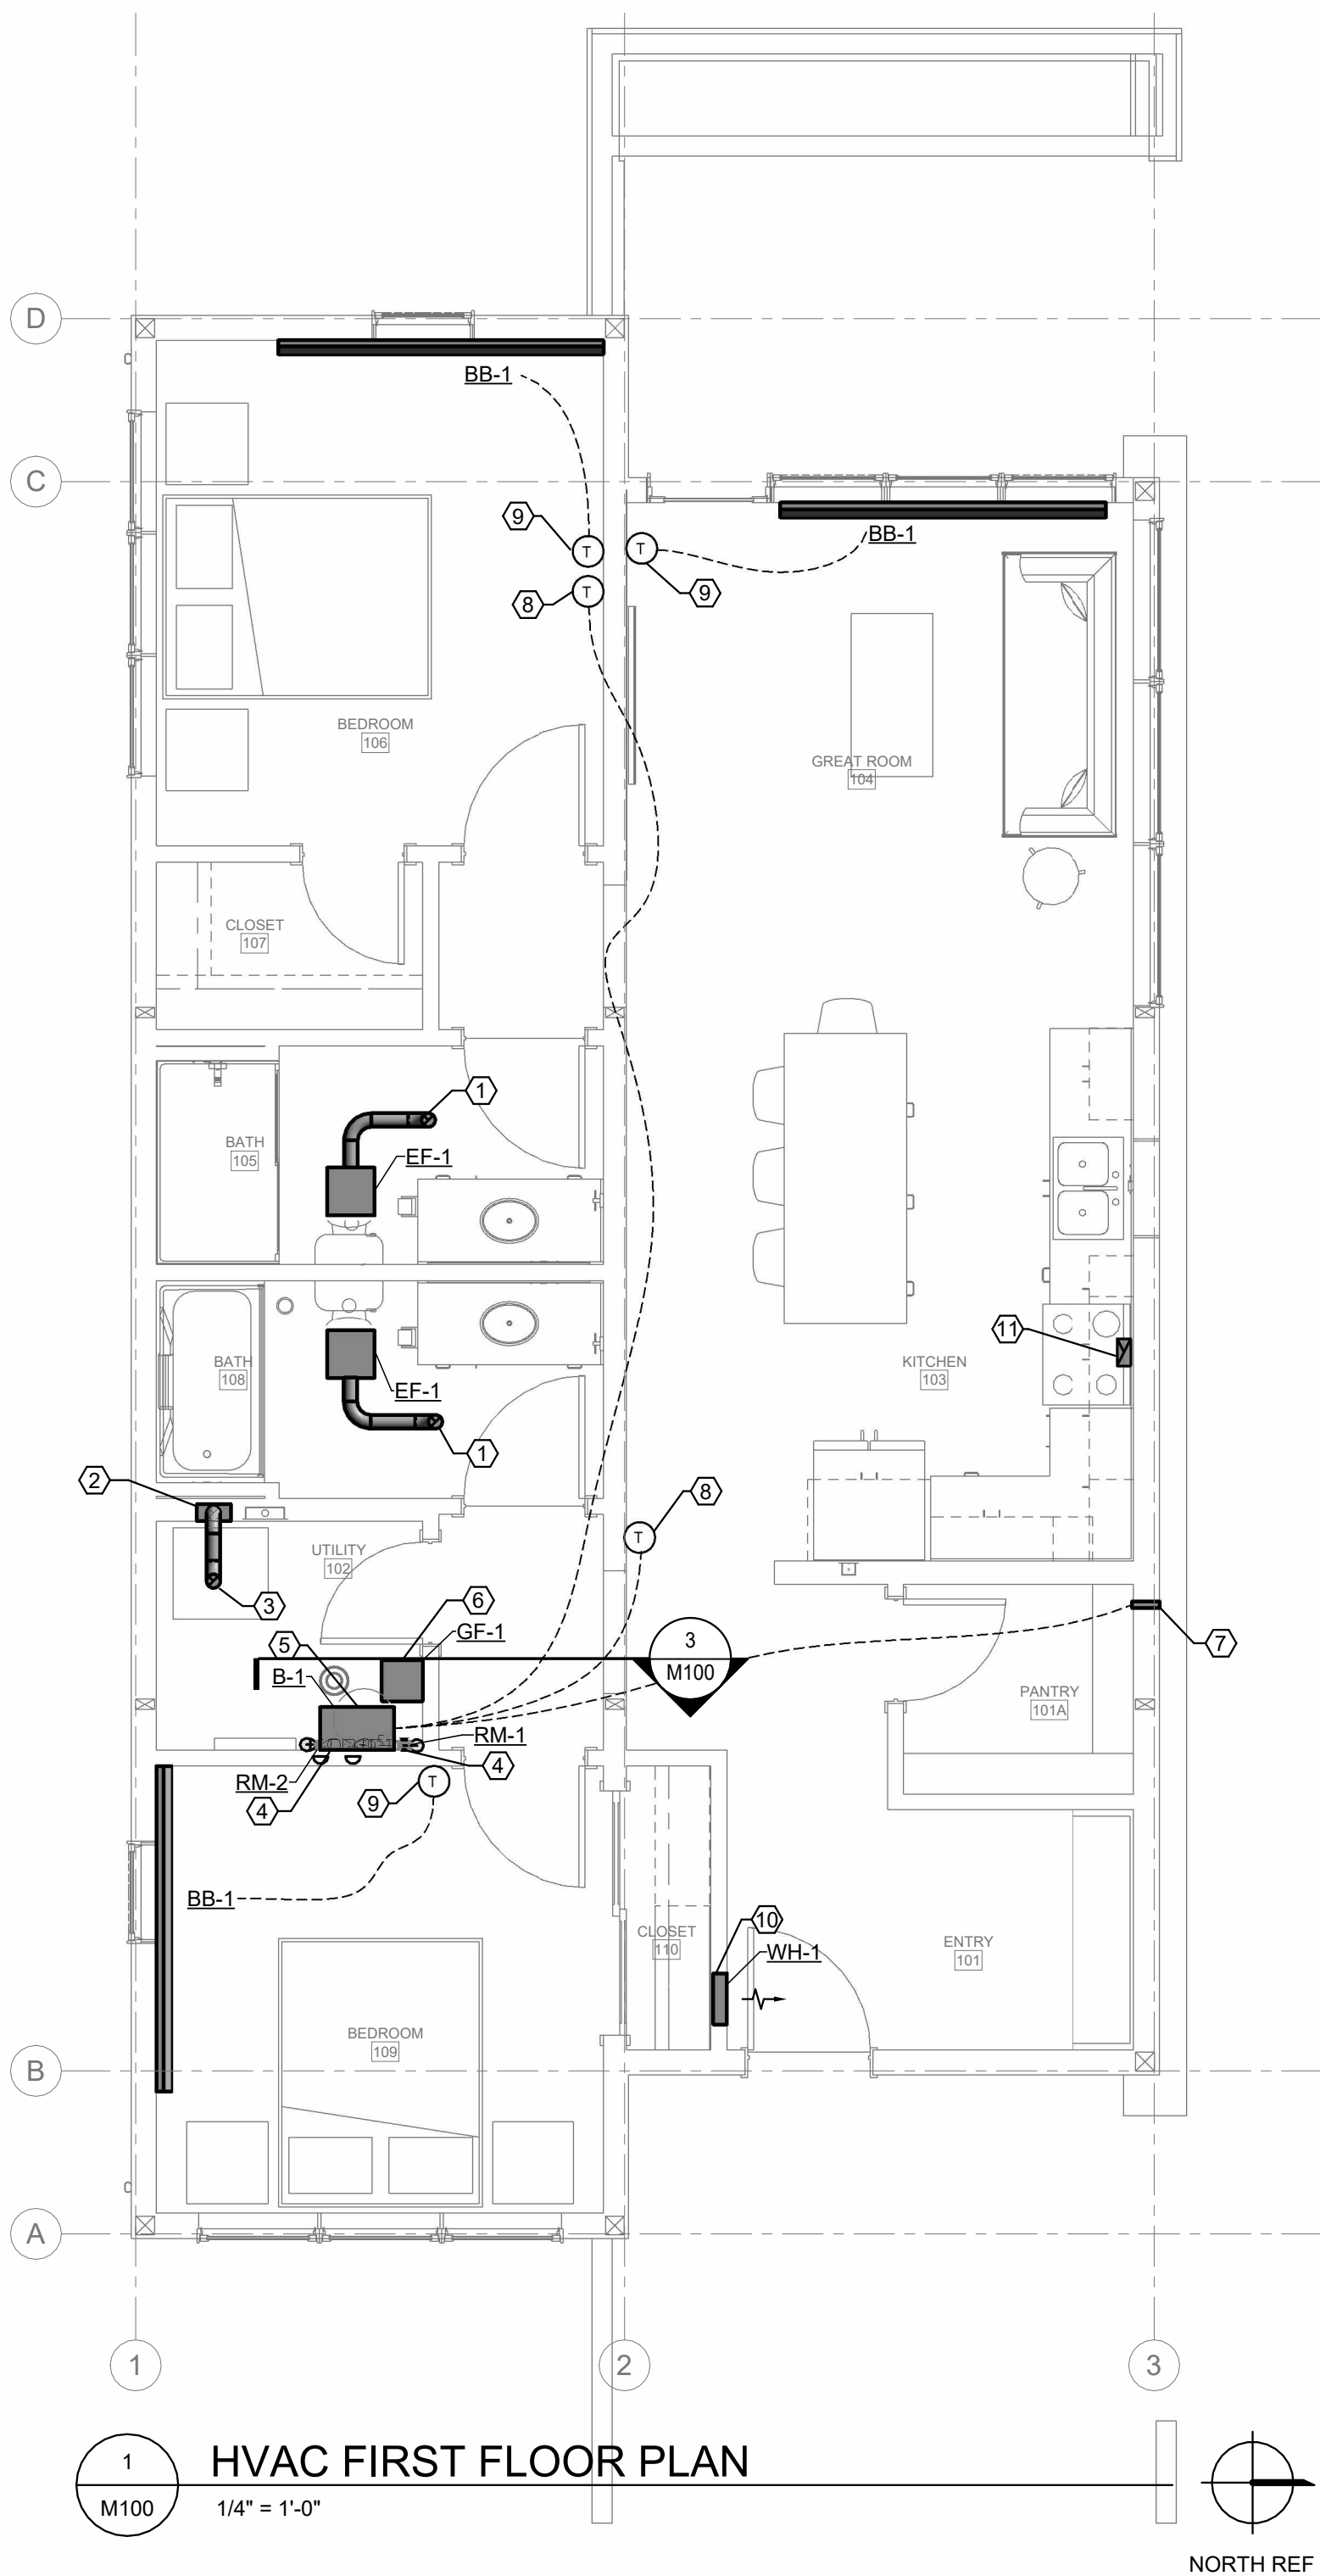 D
BB-1
C
9
T
T
BB-1
8
T
9
BEDROOM
106
GREAT ROOM
104
CLOSET
107
1
BATH
105
EF-1
11
BATH
108
KITCHEN
103
EF-1
1
2
8
T
UTILITY
102
3
6
GF-1
5
B-1
3
M100
7
PANTRY
101A
RM-1
RM-2
4
4
9
T
BB-1
10
CLOSET
110
WH-1
ENTRY
101
BEDROOM
109
B
A
1
2
3
1
M100
HVAC FIRST FLOOR PLAN
1/4" = 1'-0"
NORTH REF